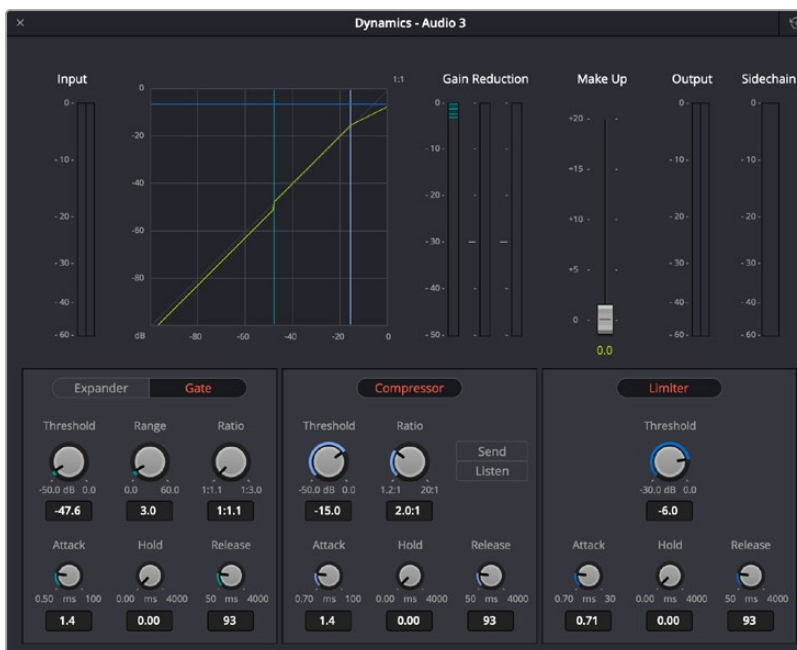 Dynamics - Audio 3
Input
0
-10
-20
-30
-40
-60
0
-20
-40
-60
-80
dB
-80
-60
-40
-20
0
1:1
Gain Reduction
0
-10
-20
-30
-40
-50
Make Up
+20
+15
+10
+5
0
0.0
Output
0
-10
-20
-30
-40
-60
Sidechain
0
-10
-20
-30
-40
-60
Expander Gate
Threshold Range Ratio
-50.0 dB 0.0 0.0 60.0 1:1.1 1:3.0
-47.6 3.0 1:1.1
Attack Hold Release
0.50 ms 100 0.00 ms 4000 50 ms 4000
1.4 0.00 93
Compressor
Threshold Ratio
-50.0 dB 0.0 1.2:1 20:1
-15.0 2.0:1
Send
Listen
Attack Hold Release
0.70 ms 100 0.00 ms 4000 50 ms 4000
1.4 0.00 93
Limiter
Threshold
-30.0 dB 0.0
-6.0
Attack Hold Release
0.70 ms 30 0.00 ms 4000 50 ms 4000
0.71 0.00 93